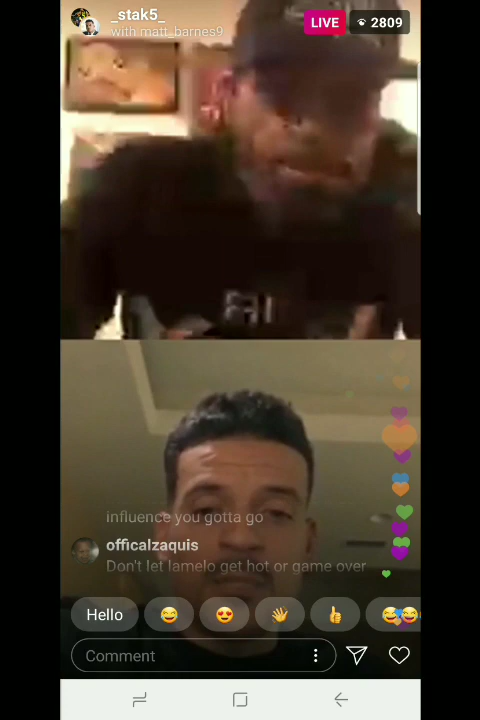 _stak5_
with matt_barnes9
LIVE
2809
influence you gotta go
officalzaquis
Don't let lamelo get hot or game over
Hello
Comment